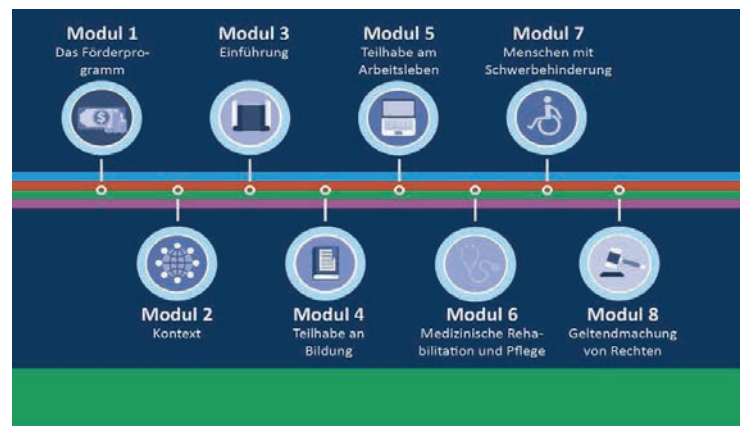 Modul 1
Das Förderpro-
gramm
Modul 3
Einführung
Modul 5
Teilhabe am
Arbeitsleben
Modul 7
Menschen mit
Schwerbehinderung
$
Modul 2
Kontext
Modul 4
Teilhabe an
Bildung
Modul 6
Medizinische Reha-
bilitation und Pflege
Modul 8
Geltendmachung
von Rechten